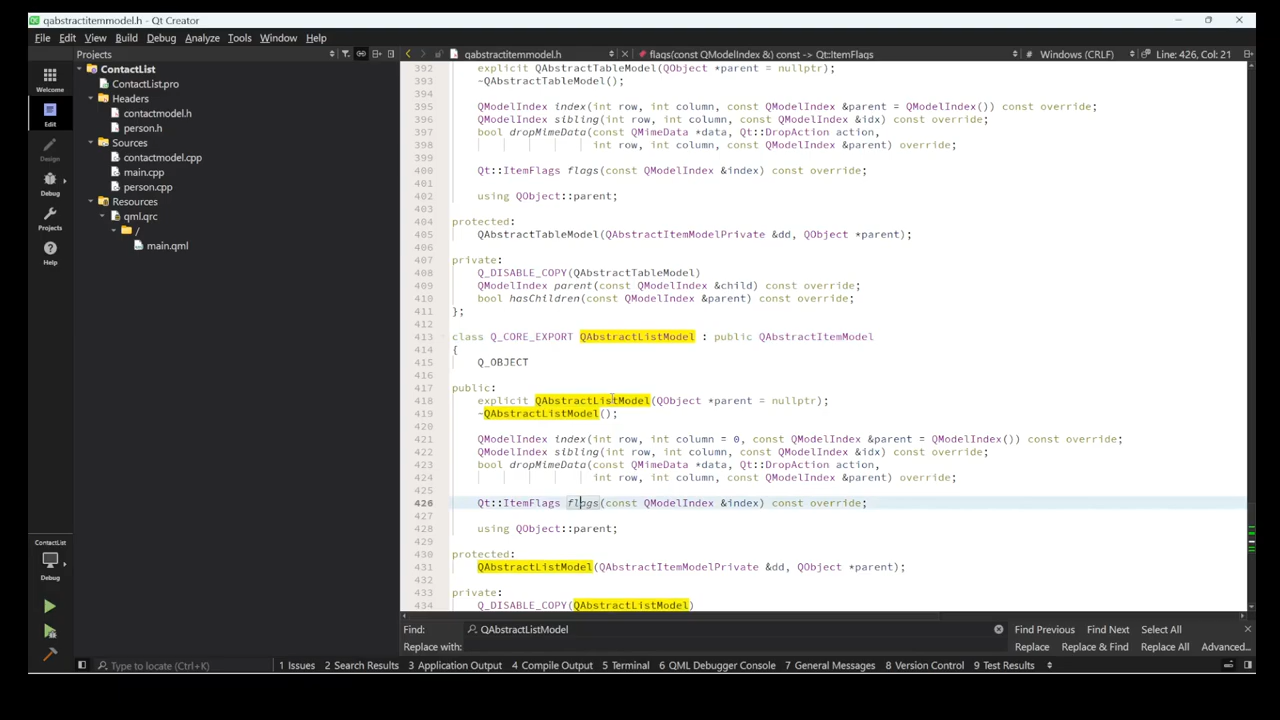 qabstractitemmodel.h - Qt Creator
File Edit View Build Debug Analyze Tools Window Help
Projects
qabstractitemmodel.h
flags(const QModelIndex &) const -> Qt::ItemFlags
# Windows (CRLF)
Line: 426, Col: 21
Welcome
Edit
Design
Debug
Projects
Help
ContactList
Debug
ContactList
ContactList.pro
Headers
contactmodel.h
person.h
Sources
contactmodel.cpp
main.cpp
person.cpp
Resources
qml.qrc
/
main.qml
392 explicit QAbstractTableModel(QObject *parent = nullptr);
393 ~QAbstractTableModel();
394
395 QModelIndex index(int row, int column, const QModelIndex &parent = QModelIndex()) const override;
396 QModelIndex sibling(int row, int column, const QModelIndex &idx) const override;
397 bool dropMimeData(const QMimeData *data, Qt::DropAction action,
398 int row, int column, const QModelIndex &parent) override;
399
400 Qt::ItemFlags flags(const QModelIndex &index) const override;
401
402 using QObject::parent;
403
404 protected:
405 QAbstractTableModel(QAbstractItemModelPrivate &dd, QObject *parent);
406
407 private:
408 Q_DISABLE_COPY(QAbstractTableModel)
409 QModelIndex parent(const QModelIndex &child) const override;
410 bool hasChildren(const QModelIndex &parent) const override;
411 };
412
413 class Q_CORE_EXPORT QAbstractListModel : public QAbstractItemModel
414 {
415 Q_OBJECT
416
417 public:
418 explicit QAbstractListModel(QObject *parent = nullptr);
419 ~QAbstractListModel();
420
421 QModelIndex index(int row, int column = 0, const QModelIndex &parent = QModelIndex()) const override;
422 QModelIndex sibling(int row, int column, const QModelIndex &idx) const override;
423 bool dropMimeData(const QMimeData *data, Qt::DropAction action,
424 int row, int column, const QModelIndex &parent) override;
425
426 Qt::ItemFlags flags(const QModelIndex &index) const override;
427
428 using QObject::parent;
429
430 protected:
431 QAbstractListModel(QAbstractItemModelPrivate &dd, QObject *parent);
432
433 private:
434 Q_DISABLE_COPY(QAbstractListModel)
Find: QAbstractListModel Find Previous Find Next Select All
Replace with: Replace Replace & Find Replace All Advanced...
Type to locate (Ctrl+K) 1 Issues 2 Search Results 3 Application Output 4 Compile Output 5 Terminal 6 QML Debugger Console 7 General Messages 8 Version Control 9 Test Results